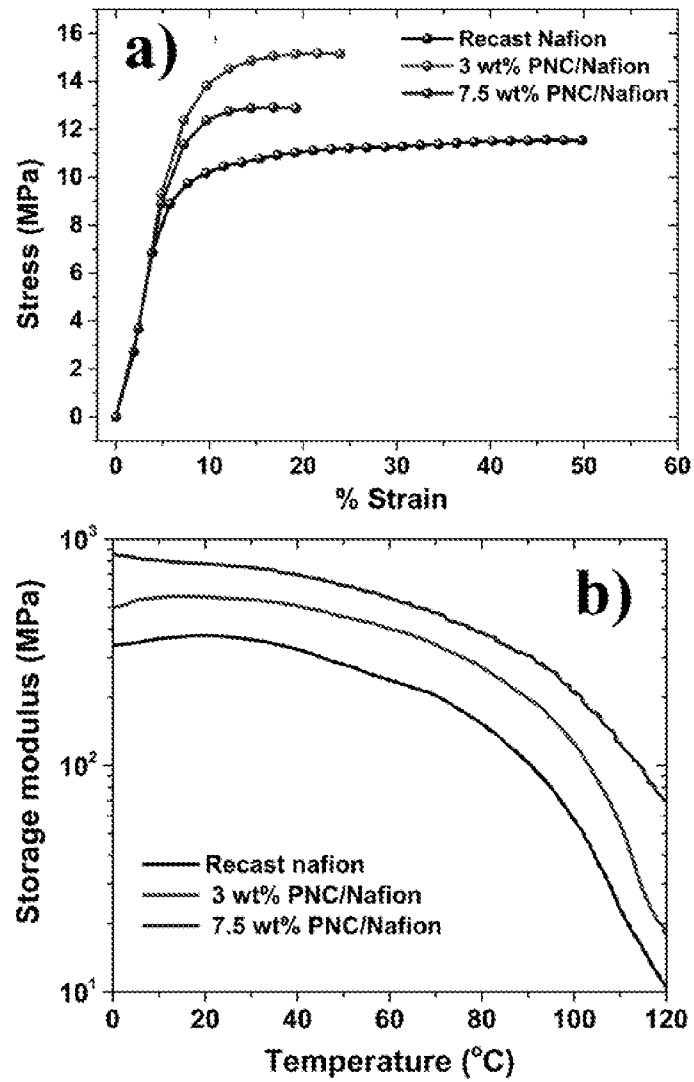 a)
Recast Nafion
3 wt% PNC/Nafion
7.5 wt% PNC/Nafion
16
14
12
10
8
6
4
2
0
Stress (MPa)
0 10 20 30 40 50 60
% Strain
b)
10³
10²
10¹
Storage modulus (MPa)
Recast nafion
3 wt% PNC/Nafion
7.5 wt% PNC/Nafion
0 20 40 60 80 100 120
Temperature (°C)